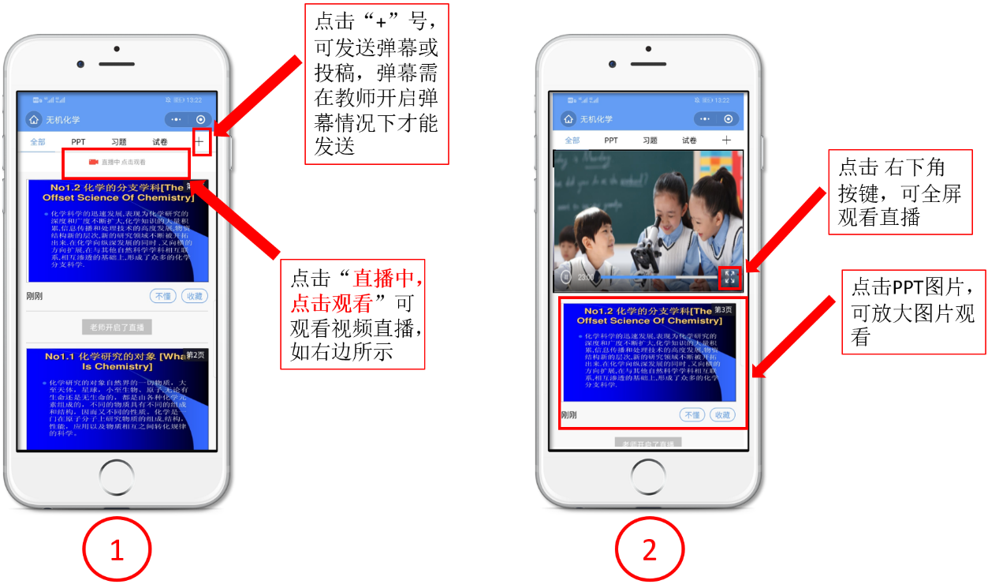 点击“+”号，
可发送弹幕或
投稿，弹幕需
在教师开启弹
幕情况下才能
发送
13:22
无机化学
全部 PPT 习题 试卷 +
直播中 点击观看
No1.2 化学的分支学科[The
Offset Science Of Chemistry]
化学科学的迅速发展,表现为化学研究的
深度和广度不断扩大,化学知识的大量积
累,信息传播和处理技术的高度发展,物质
结构新的层次,新的研究领域不断被开拓
出来.在化学向纵深发展的同时,又向横的
方向扩展,在与其他自然科学学科相互联
系,相互渗透的基础上,形成了众多的化学
分支科学.
刚刚 不懂 收藏
老师开启了直播
第2页
No1.1 化学研究的对象 [What
Is Chemistry]
化学研究的对象自然界的一切物质，大
至天体，星球，小至生物、原子,无论有
生命还是无生命的，都是由各种化学元
素组成的，不同的物质具有不同的组成
和结构，因而又不同的性质。化学是一
门在原子分子上研究物质的组成,结构,
性能，应用以及物质相互之间转化规律
的科学。
点击“直播中，
点击观看”可
观看视频直播，
如右边所示
1
13:22
无机化学
全部 PPT 习题 试卷 +
23:00
点击 右下角
按键，可全屏
观看直播
第3页
No1.2 化学的分支学科[The
Offset Science Of Chemistry]
化学科学的迅速发展,表现为化学研究的
深度和广度不断扩大,化学知识的大量积
累,信息传播和处理技术的高度发展,物质
结构新的层次,新的研究领域不断被开拓
出来.在化学向纵深发展的同时,又向横的
方向扩展,在与其他自然科学学科相互联
系,相互渗透的基础上,形成了众多的化学
分支科学.
刚刚 不懂 收藏
老师开启了直播
点击PPT图片，
可放大图片观
看
2